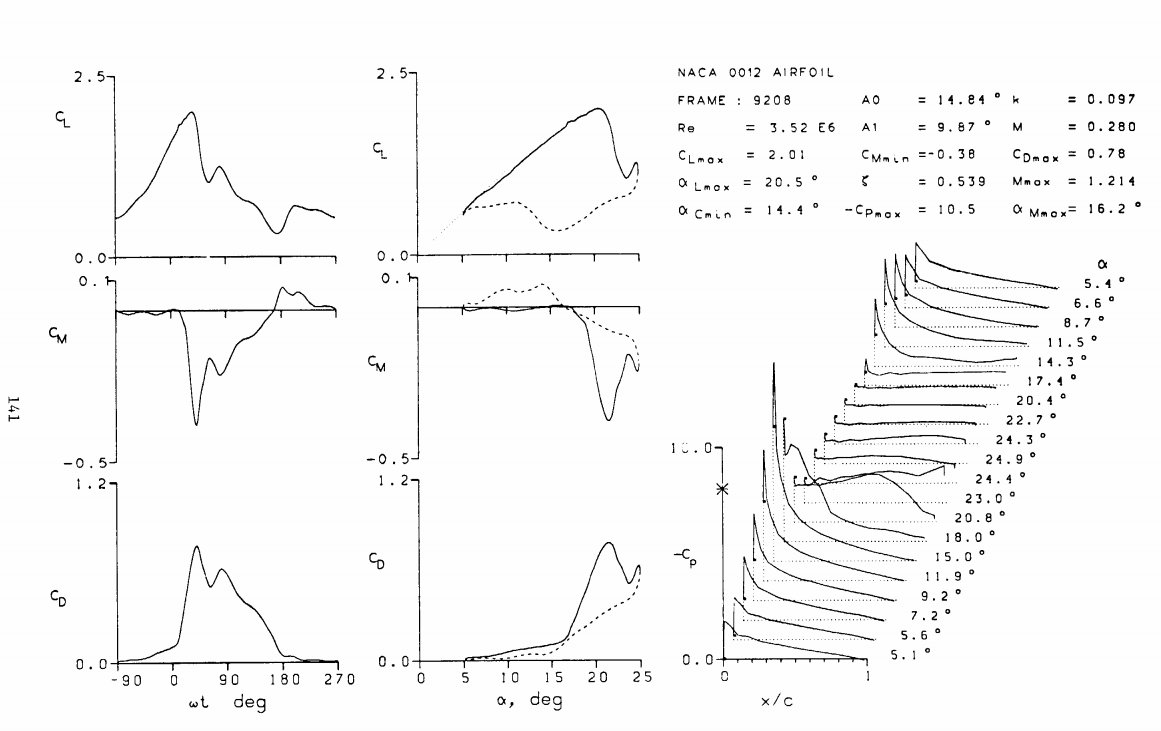 NACA 0012 AIRFOIL
FRAME : 9208 A0 = 14.84 ° k = 0.097
Re = 3.52 E6 A1 = 9.87 ° M = 0.280
CLmax = 2.01 CMmin =-0.38 CDmax = 0.78
αLmax = 20.5 ° ζ = 0.539 Mmax = 1.214
αCmin = 14.4 ° -CPmax = 10.5 αMmax= 16.2 °
2.5
CL
0.0
0.1
CM
-0.5
1.2
CD
0.0
-90 0 90 180 270
ωt deg
2.5
CL
0.0
0.1
CM
-0.5
1.2
CD
0.0
0 5 10 15 20 25
α, deg
α
5.4 °
6.6 °
8.7 °
11.5 °
14.3 °
17.4 °
20.4 °
22.7 °
24.3 °
24.9 °
24.4 °
23.0 °
20.8 °
18.0 °
15.0 °
11.9 °
9.2 °
7.2 °
5.6 °
5.1 °
10.0
-Cp
0.0
0 1
x/c
141